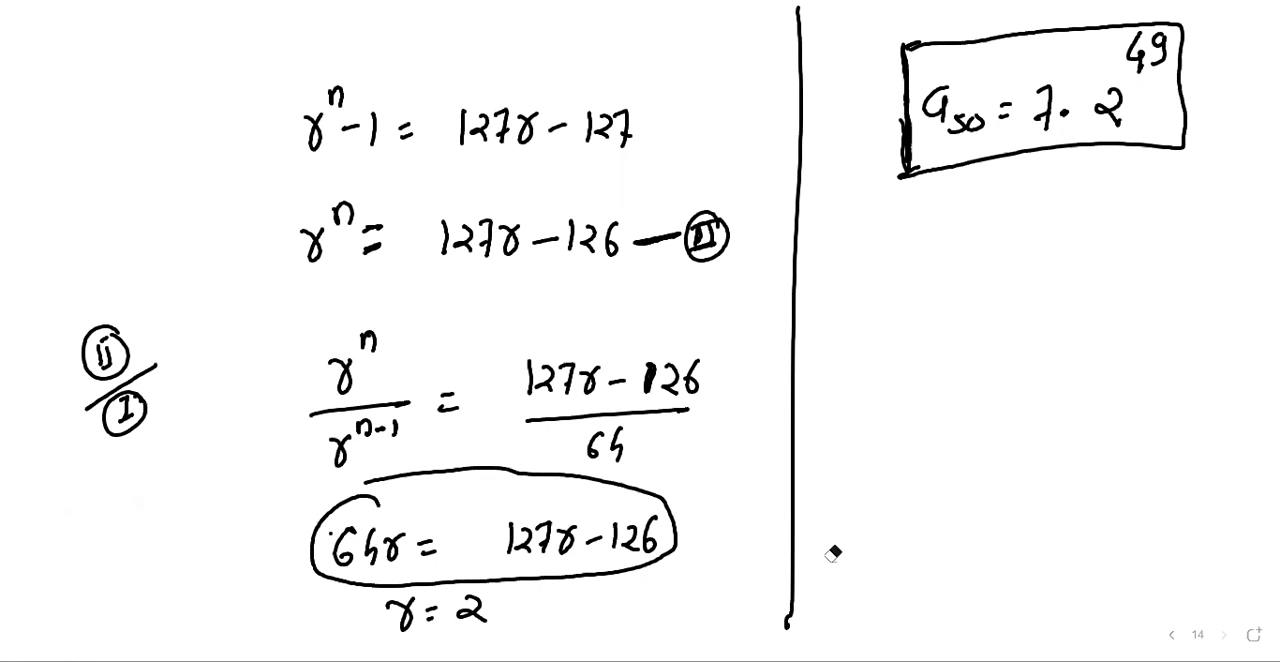 r^n - 1 = 127r - 127
r^n = 127r - 126 — II
II / I
r^n / r^(n-1) = (127r - 126) / 64
64r = 127r - 126
r = 2
a_50 = 7 · 2^49
14